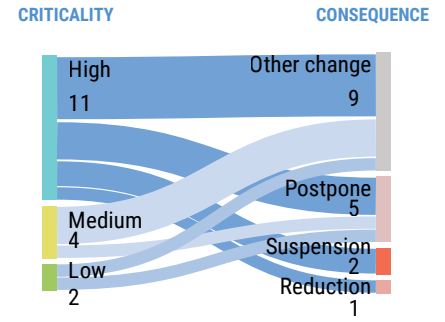 CRITICALITY
CONSEQUENCE
High
11
Other change
9
Postpone
5
Medium
4
Suspension
2
Low
2
Reduction
1